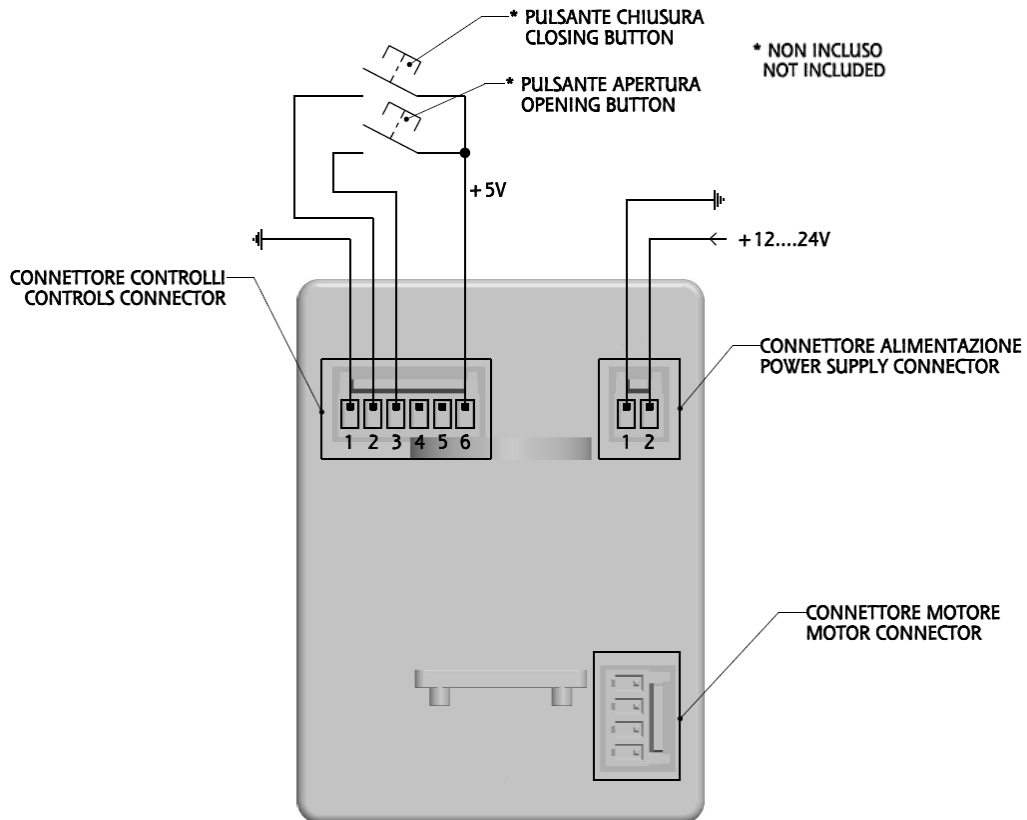 * PULSANTE CHIUSURA
CLOSING BUTTON
* NON INCLUSO
NOT INCLUDED
* PULSANTE APERTURA
OPENING BUTTON
+5V
+12....24V
CONNETTORE CONTROLLI
CONTROLS CONNECTOR
CONNETTORE ALIMENTAZIONE
POWER SUPPLY CONNECTOR
1 2 3 4 5 6
1 2
CONNETTORE MOTORE
MOTOR CONNECTOR